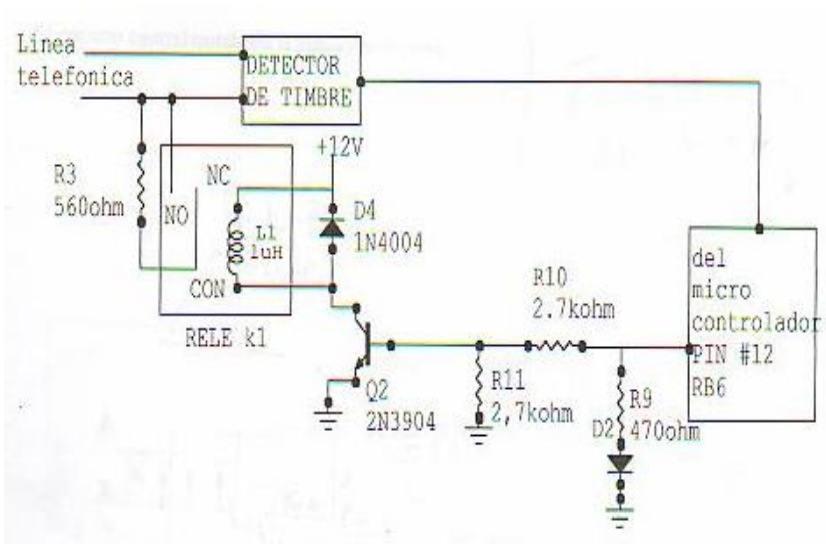 Linea
telefonica
DETECTOR
DE TIMBRE
+12V
R3
560ohm
NC
NO
L1
1uH
CON
RELE k1
D4
1N4004
Q2
2N3904
R10
2.7kohm
R11
2,7kohm
D2
R9
470ohm
del
micro
controlador
PIN #12
RB6